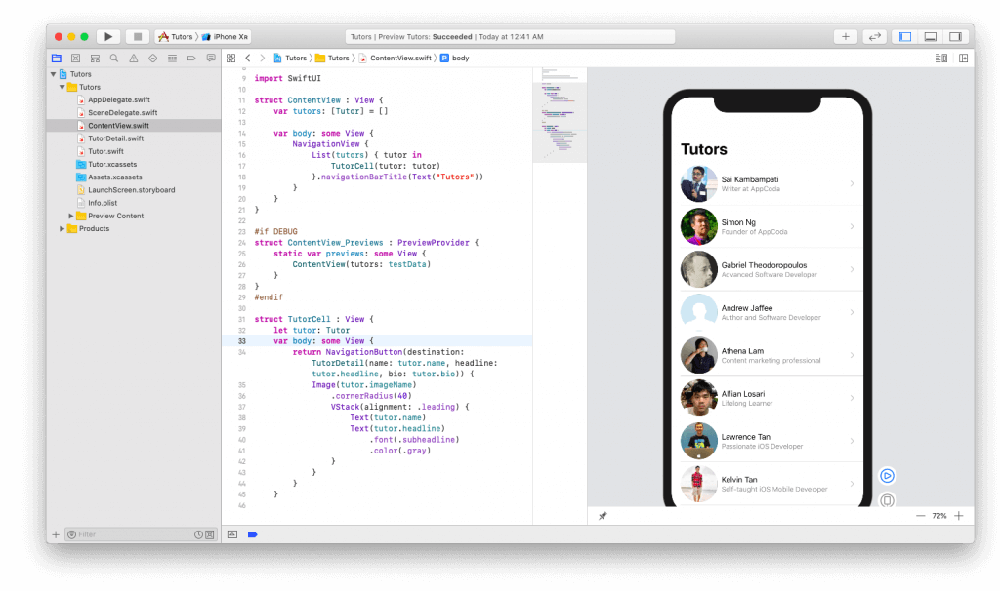 Tutors
iPhone Xʀ
Tutors | Preview Tutors: Succeeded | Today at 12:41 AM
Tutors
Tutors
ContentView.swift
P
body
Tutors
Tutors
AppDelegate.swift
SceneDelegate.swift
ContentView.swift
TutorDetail.swift
Tutor.swift
Tutor.xcassets
Assets.xcassets
LaunchScreen.storyboard
Info.plist
Preview Content
Products
Filter
9 import SwiftUI
10
11 struct ContentView : View {
12 var tutors: [Tutor] = []
13
14 var body: some View {
15 NavigationView {
16 List(tutors) { tutor in
17 TutorCell(tutor: tutor)
18 }.navigationBarTitle(Text("Tutors"))
19 }
20 }
21 }
22
23 #if DEBUG
24 struct ContentView_Previews : PreviewProvider {
25 static var previews: some View {
26 ContentView(tutors: testData)
27 }
28 }
29 #endif
30
31 struct TutorCell : View {
32 let tutor: Tutor
33 var body: some View {
34 return NavigationButton(destination:
TutorDetail(name: tutor.name, headline:
tutor.headline, bio: tutor.bio)) {
35 Image(tutor.imageName)
36 .cornerRadius(40)
37 VStack(alignment: .leading) {
38 Text(tutor.name)
39 Text(tutor.headline)
40 .font(.subheadline)
41 .color(.gray)
42 }
43 }
44 }
45 }
46
Tutors
Sai Kambampati
Writer at AppCoda
Simon Ng
Founder of AppCoda
Gabriel Theodoropoulos
Advanced Software Developer
Andrew Jaffee
Author and Software Developer
Athena Lam
Content marketing professional
Alfian Losari
Lifelong Learner
Lawrence Tan
Passionate iOS Developer
Kelvin Tan
Self-taught iOS Mobile Developer
72%